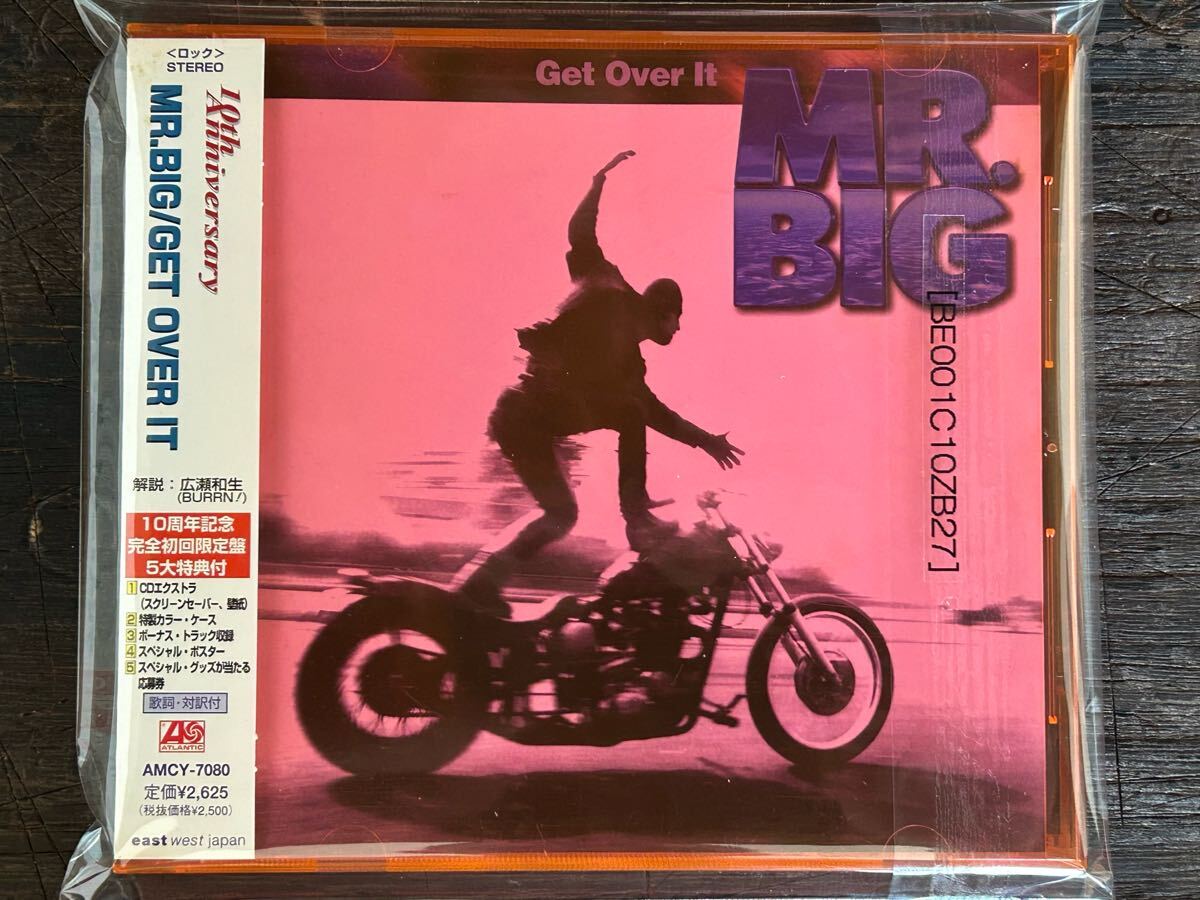 <ロック>
STEREO
10th
Anniversary
MR.BIG/GET OVER IT
解説：広瀬和生
(BURRN!)
10周年記念
完全初回限定盤
5大特典付
1 CDエクストラ
(スクリーンセーバー、壁紙)
2 特製カラー・ケース
3 ボーナス・トラック収録
4 スペシャル・ポスター
5 スペシャル・グッズが当たる
応募券
歌詞・対訳付
ATLANTIC
AMCY-7080
定価¥2,625
(税抜価格¥2,500)
east west japan
Get Over It
MR.
BIG
[BE001C10ZB27]